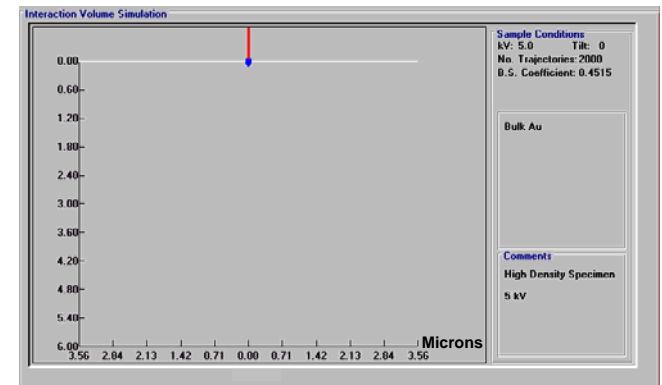 Interaction Volume Simulation
0.00
0.60
1.20
1.80
2.40
3.00
3.60
4.20
4.80
5.40
6.00
3.56 2.84 2.13 1.42 0.71 0.00 0.71 1.42 2.13 2.84 3.56
Microns
Sample Conditions
kV: 5.0 Tilt: 0
No. Trajectories: 2000
B.S. Coefficient: 0.4515
Bulk Au
Comments
High Density Specimen
5 kV